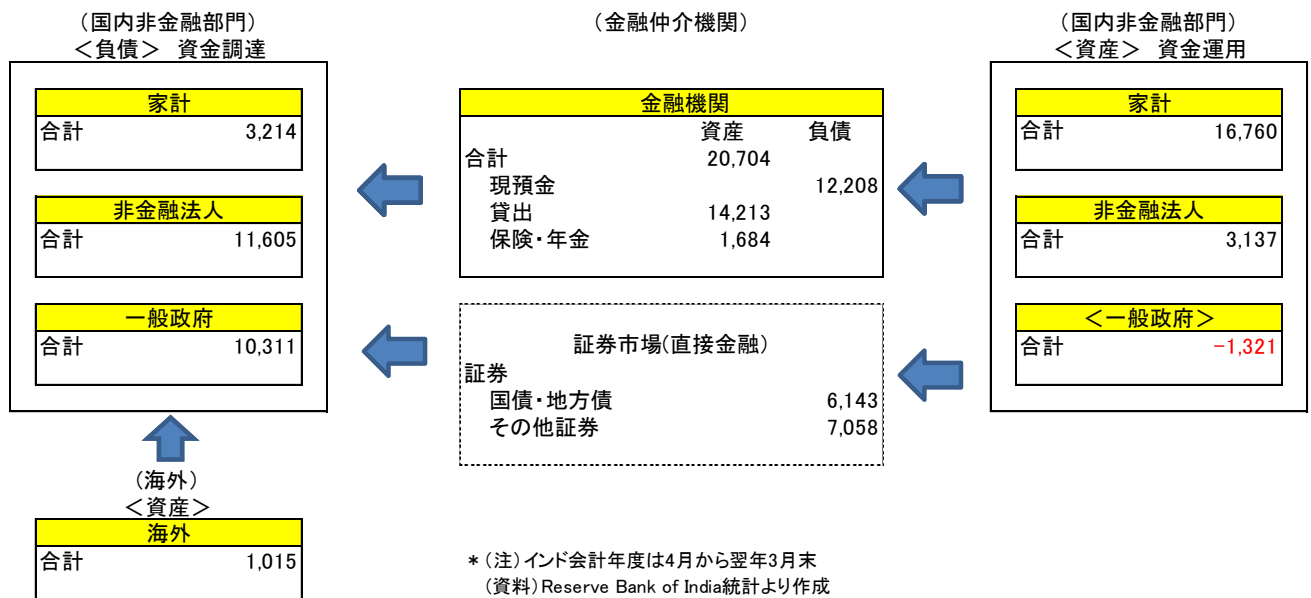 (国内非金融部門)
<負債> 資金調達
家計
合計 3,214
非金融法人
合計 11,605
一般政府
合計 10,311
(海外)
<資産>
海外
合計 1,015
(金融仲介機関)
金融機関
資産 負債
合計 20,704
現預金 12,208
貸出 14,213
保険・年金 1,684
証券市場(直接金融)
証券
国債・地方債 6,143
その他証券 7,058
*(注)インド会計年度は4月から翌年3月末
(資料)Reserve Bank of India統計より作成
(国内非金融部門)
<資産> 資金運用
家計
合計 16,760
非金融法人
合計 3,137
<一般政府>
合計 -1,321